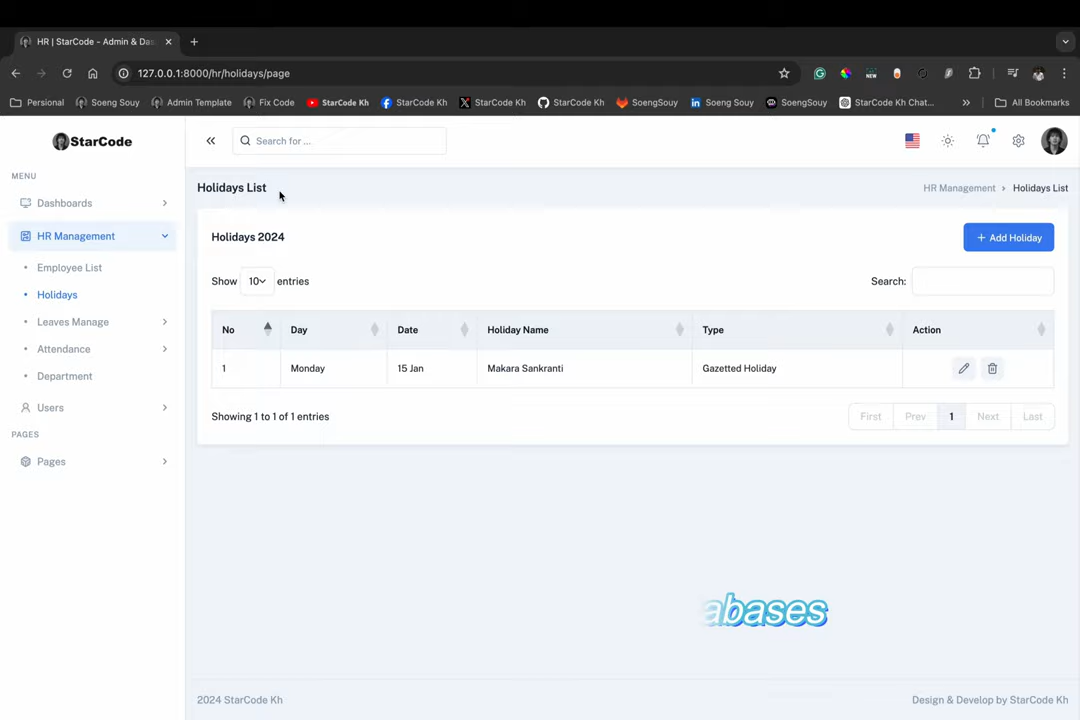 HR | StarCode - Admin & Das
127.0.0.1:8000/hr/holidays/page
Personal
Soeng Souy
Admin Template
Fix Code
StarCode Kh
StarCode Kh
StarCode Kh
StarCode Kh
SoengSouy
Soeng Souy
SoengSouy
StarCode Kh Chat...
All Bookmarks
StarCode
Search for ...
MENU
Dashboards
HR Management
Employee List
Holidays
Leaves Manage
Attendance
Department
Users
PAGES
Pages
Holidays List
HR Management
Holidays List
Holidays 2024
+ Add Holiday
Show 10 entries
Search:
No Day Date Holiday Name Type Action
1 Monday 15 Jan Makara Sankranti Gazetted Holiday
Showing 1 to 1 of 1 entries
First Prev 1 Next Last
abases
2024 StarCode Kh
Design & Develop by StarCode Kh